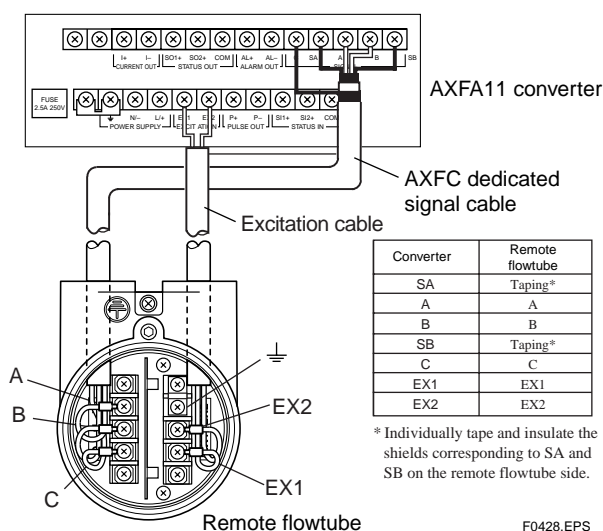 I+ I- SO1+ SO2+ COM AL+ AL- C SA A B SB
CURRENT OUT STATUS OUT ALARM OUT
FUSE
2.5A 250V
N/- L/+ EX1 EX2 P+ P- SI1+ SI2+ COM
POWER SUPPLY EXCITATION PULSE OUT STATUS IN
AXFA11 converter
AXFC dedicated
signal cable
Excitation cable
Converter Remote
flowtube
SA Taping*
A A
B B
SB Taping*
C C
EX1 EX1
EX2 EX2
* Individually tape and insulate the
shields corresponding to SA and
SB on the remote flowtube side.
A
B
C
EX2
EX1
Remote flowtube
F0428.EPS